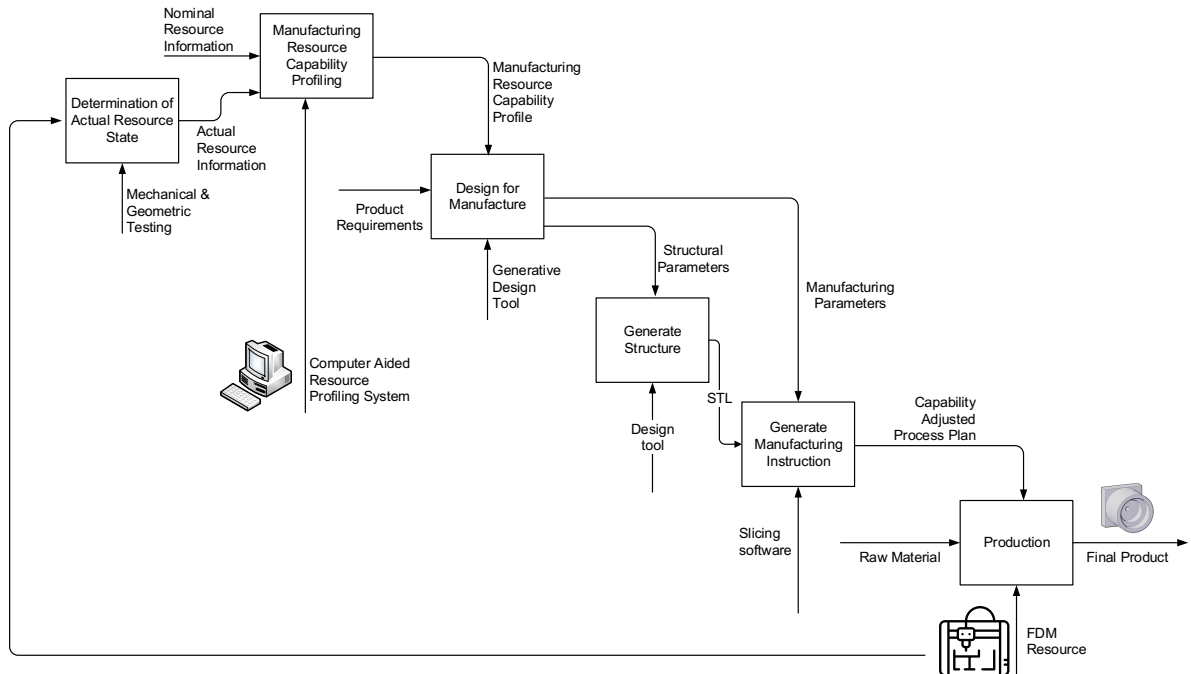 Nominal
Resource
Information
Manufacturing
Resource
Capability
Profiling
Manufacturing
Resource
Capability
Profile
Determination of
Actual Resource
State
Actual
Resource
Information
Mechanical &
Geometric
Testing
Design for
Manufacture
Product
Requirements
Generative
Design
Tool
Structural
Parameters
Manufacturing
Parameters
Generate
Structure
Computer Aided
Resource
Profiling System
STL
Design
tool
Generate
Manufacturing
Instruction
Capability
Adjusted
Process Plan
Slicing
software
Raw Material
Production
Final Product
FDM
Resource